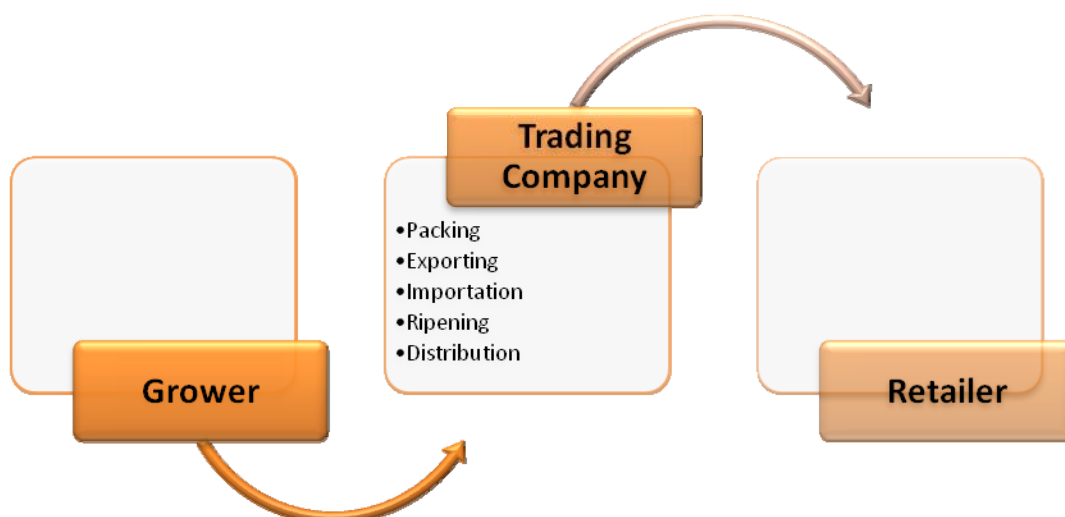 Grower
Trading
Company
•Packing
•Exporting
•Importation
•Ripening
•Distribution
Retailer